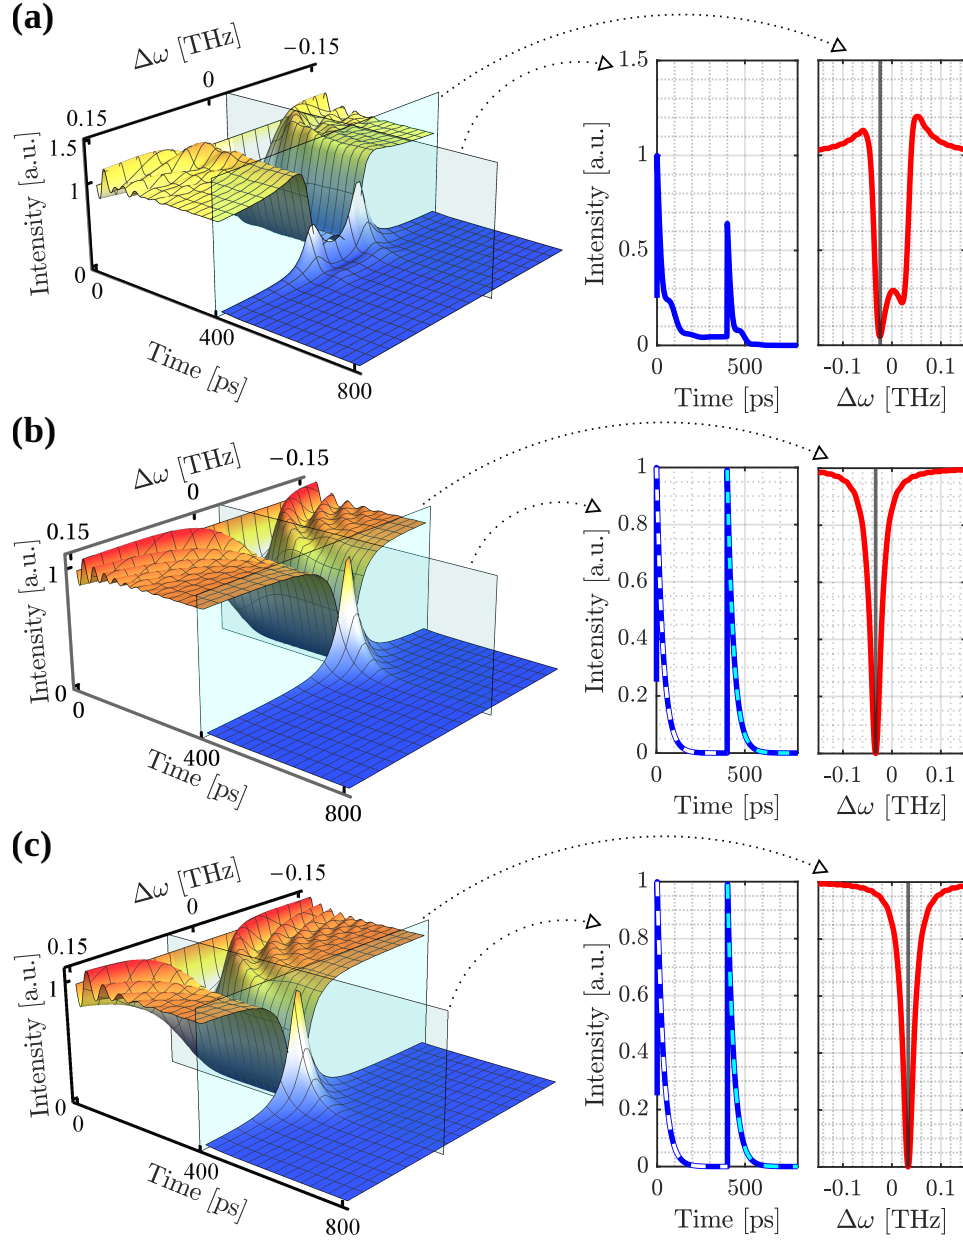 (a)
Δω [THz]
−0.15
0
0.15
1.5
1
0
Intensity [a.u.]
0
400
800
Time [ps]
1.5
1
0.5
0
Intensity [a.u.]
0 500
Time [ps]
-0.1 0 0.1
Δω [THz]
(b)
Δω [THz]
−0.15
0
0.15
1
0
Intensity [a.u.]
0
400
800
Time [ps]
1
0.8
0.6
0.4
0.2
0
Intensity [a.u.]
0 500
Time [ps]
-0.1 0 0.1
Δω [THz]
(c)
Δω [THz]
−0.15
0
0.15
1
0
Intensity [a.u.]
0
400
800
Time [ps]
1
0.8
0.6
0.4
0.2
0
Intensity [a.u.]
0 500
Time [ps]
-0.1 0 0.1
Δω [THz]